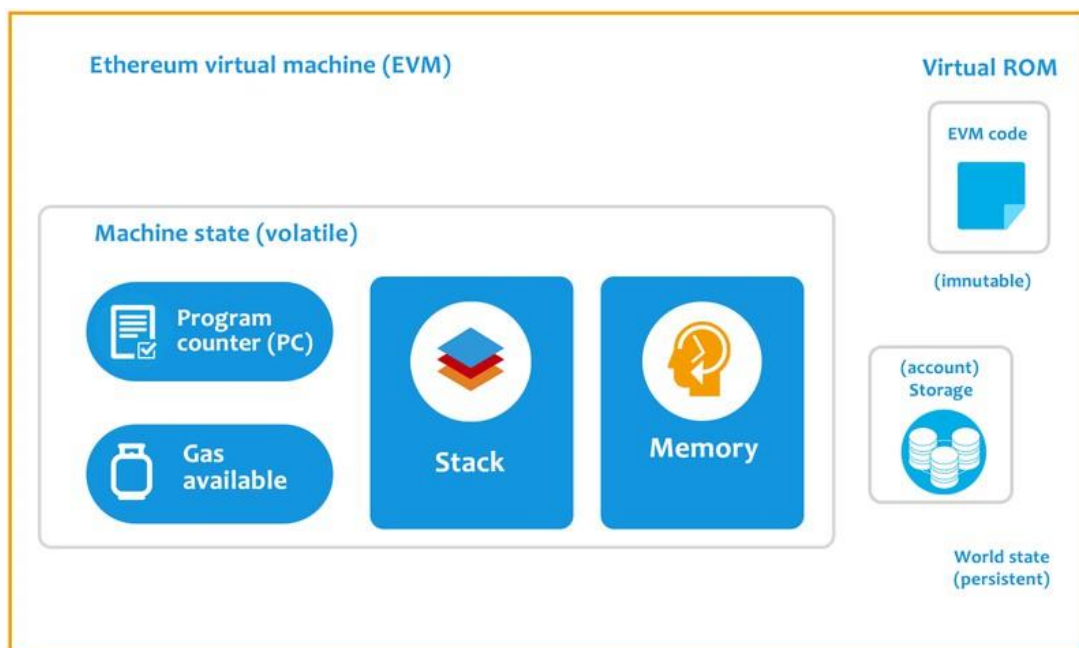 Ethereum virtual machine (EVM)
Virtual ROM
EVM code
(imnutable)
Machine state (volatile)
Program
counter (PC)
Gas
available
Stack
Memory
(account)
Storage
World state
(persistent)